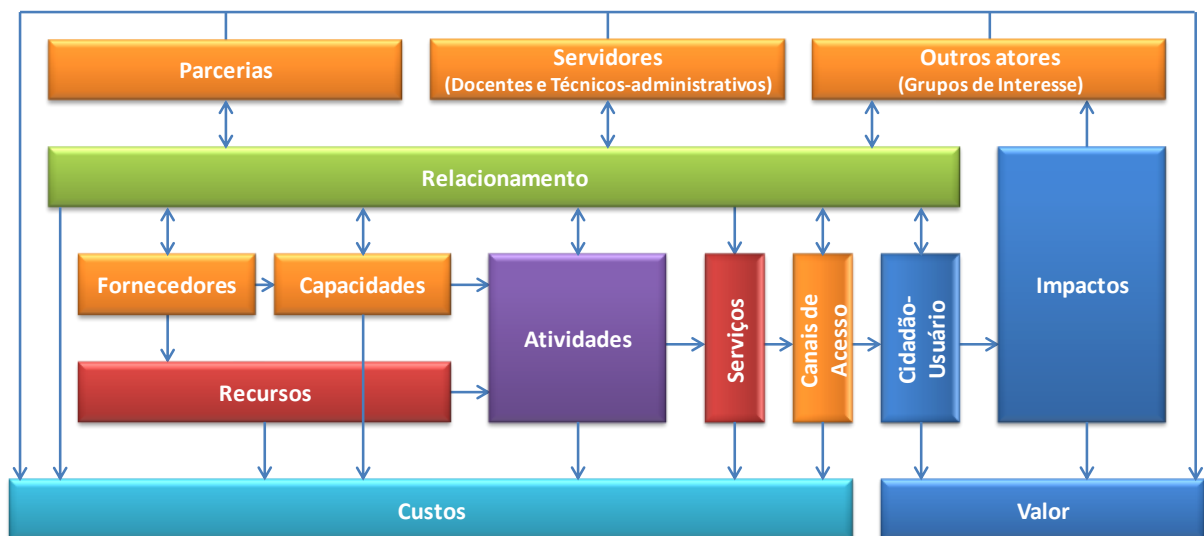 Parcerias
Servidores
(Docentes e Técnicos-administrativos)
Outros atores
(Grupos de Interesse)
Relacionamento
Fornecedores
Capacidades
Recursos
Atividades
Serviços
Canais de
Acesso
Cidadão-
Usuário
Impactos
Custos
Valor